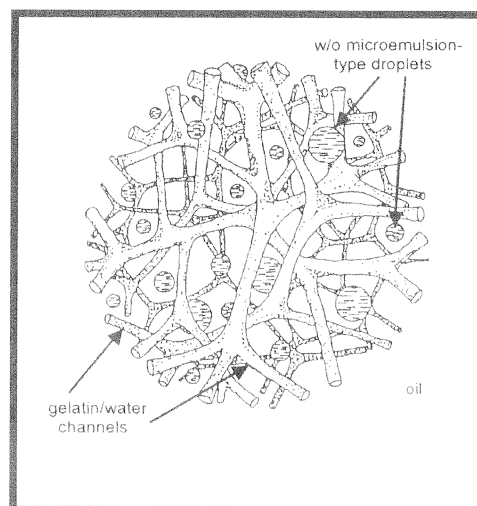 w/o microemulsion-
type droplets
oil
gelatin/water
channels